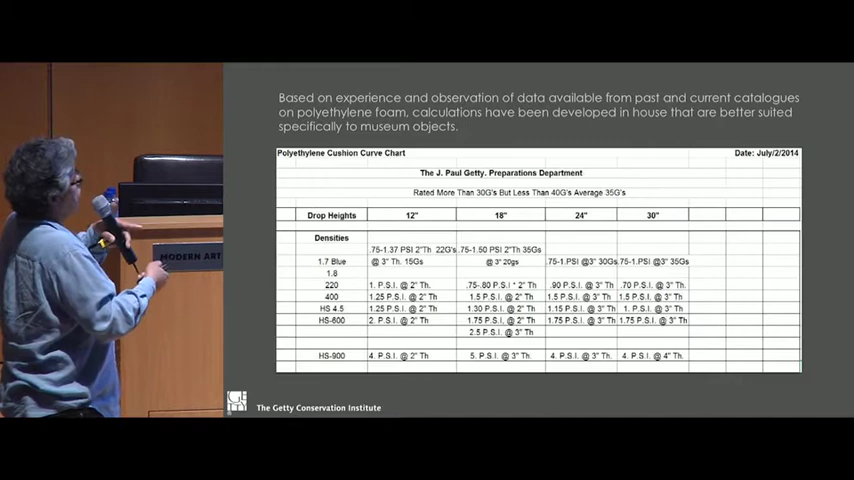 Based on experience and observation of data available from past and current catalogues
on polyethylene foam, calculations have been developed in house that are better suited
specifically to museum objects.
Polyethylene Cushion Curve Chart Date: July/2/2014
The J. Paul Getty. Preparations Department
Rated More Than 30G's But Less Than 40G's Average 35G's
Drop Heights 12" 18" 24" 30"
Densities
.75-1.37 PSI 2"Th 22G's .75-1.50 PSI 2"Th 35Gs
1.7 Blue @ 3" Th. 15Gs @ 3" 20gs .75-1.PSI @3" 30Gs .75-1.PSI @3" 35Gs
1.8
220 1. P.S.I. @ 2" Th. .75-.80 P.S.I * 2" Th .90 P.S.I. @ 3" Th .70 P.S.I. @ 3" Th
400 1.25 P.S.I. @ 2" Th 1.5 P.S.I. @ 2" Th 1.5 P.S.I. @ 3" Th 1.5 P.S.I. @ 3" Th
HS 4.5 1.25 P.S.I. @ 2" Th 1.30 P.S.I. @ 2" Th 1.15 P.S.I. @ 3" Th 1. P.S.I. @ 3" Th
HS-600 2. P.S.I. @ 2" Th 1.75 P.S.I. @ 2" Th 1.75 P.S.I. @ 3" Th 1.75 P.S.I. @ 3" Th
2.5 P.S.I. @ 3" Th
HS-900 4. P.S.I. @ 2" Th 5. P.S.I. @ 3" Th. 4. P.S.I. @ 3" Th. 4. P.S.I. @ 4" Th.
MODERN ART
The Getty Conservation Institute